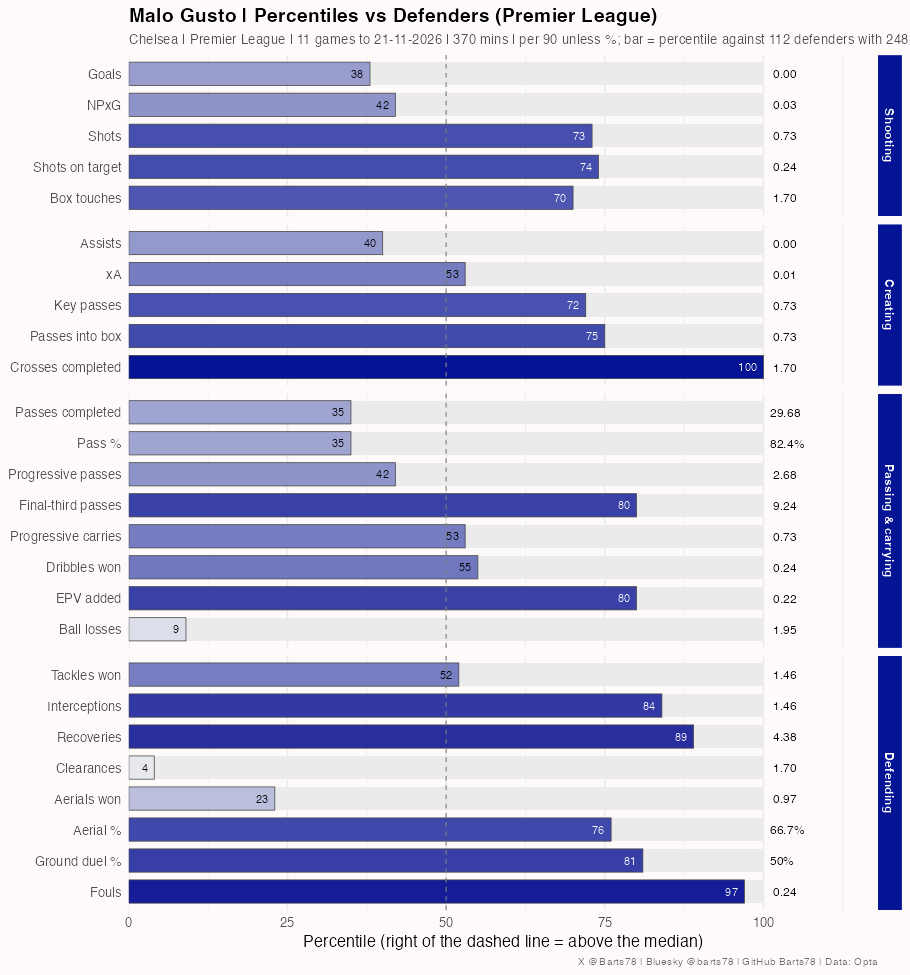 Malo Gusto | Percentiles vs Defenders (Premier League)
Chelsea | Premier League | 11 games to 21-11-2026 | 370 mins | per 90 unless %; bar = percentile against 112 defenders with 248
Goals 38 0.00
NPxG 42 0.03
Shots 73 0.73
Shots on target 74 0.24
Box touches 70 1.70
Shooting
Assists 40 0.00
xA 53 0.01
Key passes 72 0.73
Passes into box 75 0.73
Crosses completed 100 1.70
Creating
Passes completed 35 29.68
Pass % 35 82.4%
Progressive passes 42 2.68
Final-third passes 80 9.24
Progressive carries 53 0.73
Dribbles won 55 0.24
EPV added 80 0.22
Ball losses 9 1.95
Passing & carrying
Tackles won 52 1.46
Interceptions 84 1.46
Recoveries 89 4.38
Clearances 4 1.70
Aerials won 23 0.97
Aerial % 76 66.7%
Ground duel % 81 50%
Fouls 97 0.24
Defending
0 25 50 75 100
Percentile (right of the dashed line = above the median)
X @Barts78 | Bluesky @barts78 | GitHub Barts78 | Data: Opta